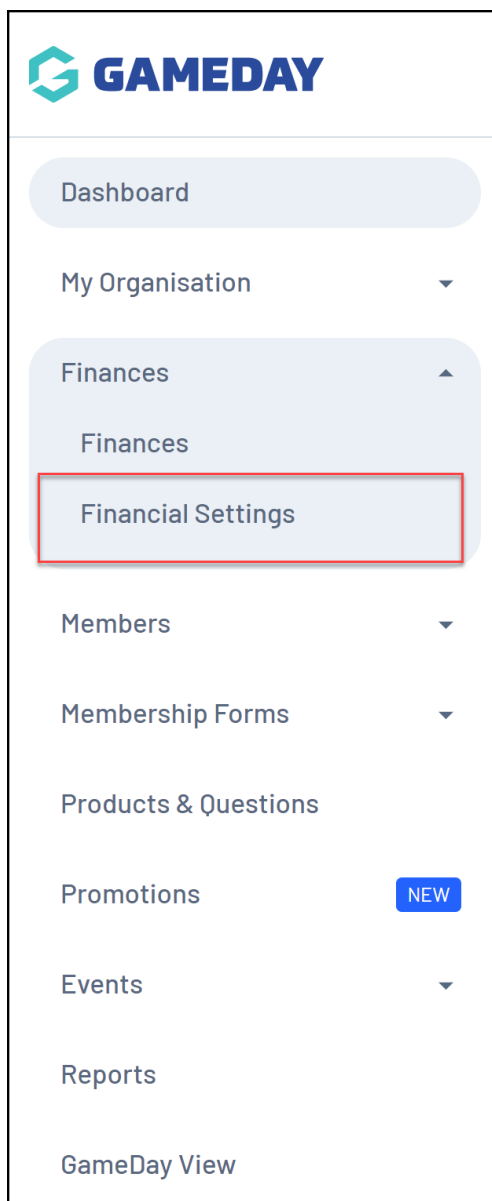 GAMEDAY
Dashboard
My Organisation
Finances
Finances
Financial Settings
Members
Membership Forms
Products & Questions
Promotions NEW
Events
Reports
GameDay View